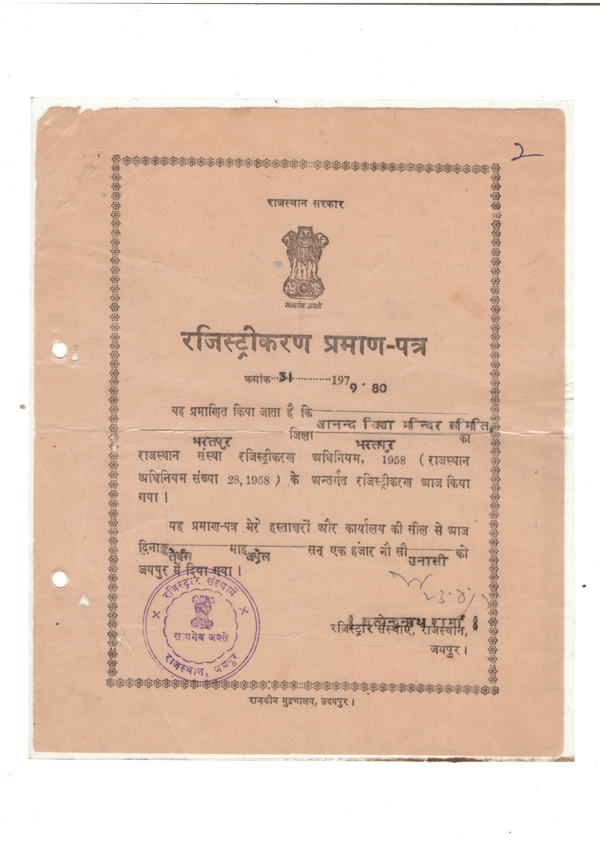 2
राजस्थान सरकार
सत्यमेव जयते
रजिस्ट्रीकरण प्रमाण-पत्र
क्रमांक 31 1979-80
यह प्रमाणित किया जाता है कि आनन्द विद्या मन्दिर समिति,
भरतपुर जिला भरतपुर का
राजस्थान संस्था रजिस्ट्रीकरण अधिनियम, 1958 (राजस्थान
अधिनियम संख्या 28, 1958) के अन्तर्गत रजिस्ट्रीकरण आज किया
गया।
यह प्रमाण-पत्र मेरे हस्ताक्षरों और कार्यालय की सील से आज
दिनाङ्क तेईस माह अप्रेल सन् एक हजार नौ सौ उनासी को
जयपुर में दिया गया।
रजिस्ट्रार संस्थायें
सत्यमेव जयते
राजस्थान, जयपुर
( सत्येन्द्रनाथ शर्मा )
रजिस्ट्रार संस्थाएँ, राजस्थान,
जयपुर।
राजकीय मुद्रणालय, उदयपुर।